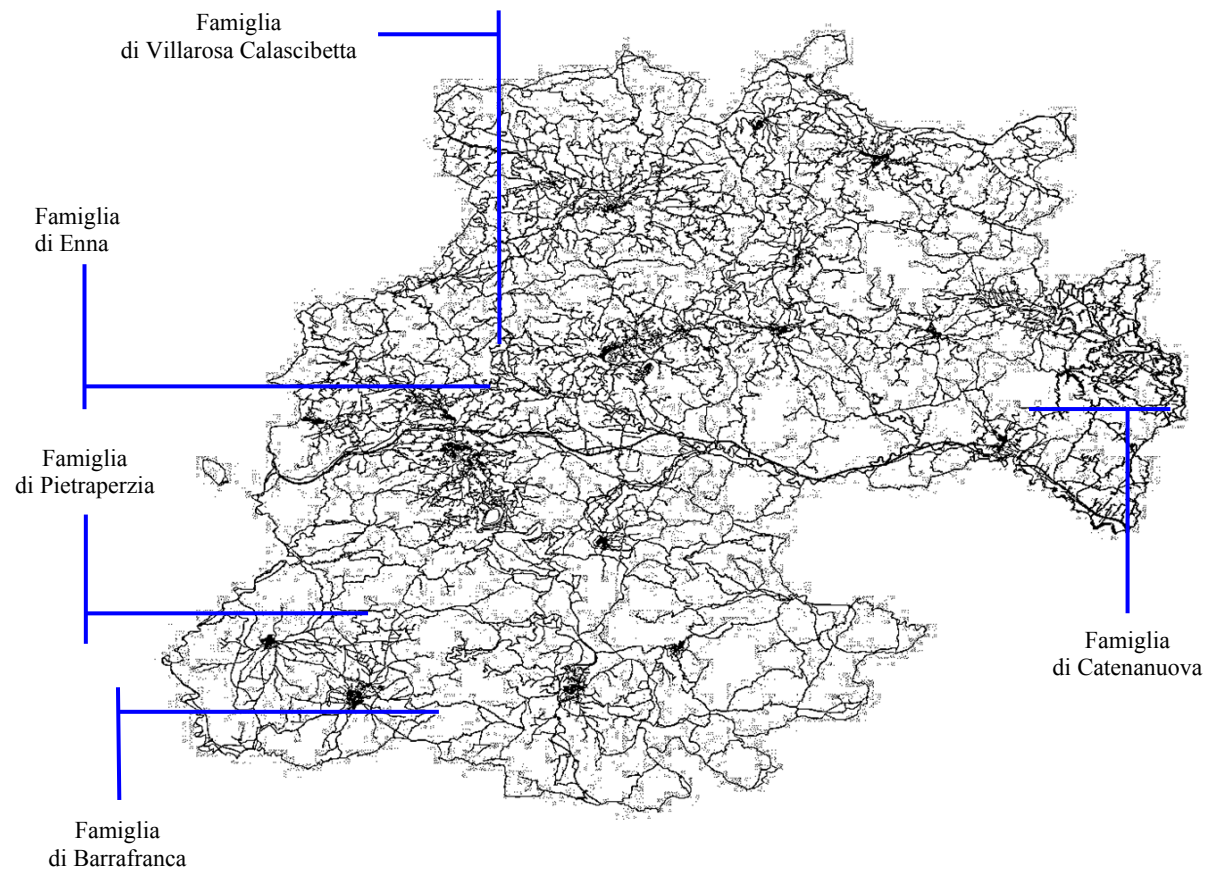 Famiglia
di Villarosa Calascibetta
Famiglia
di Enna
Famiglia
di Pietraperzia
Famiglia
di Catenanuova
Famiglia
di Barrafranca